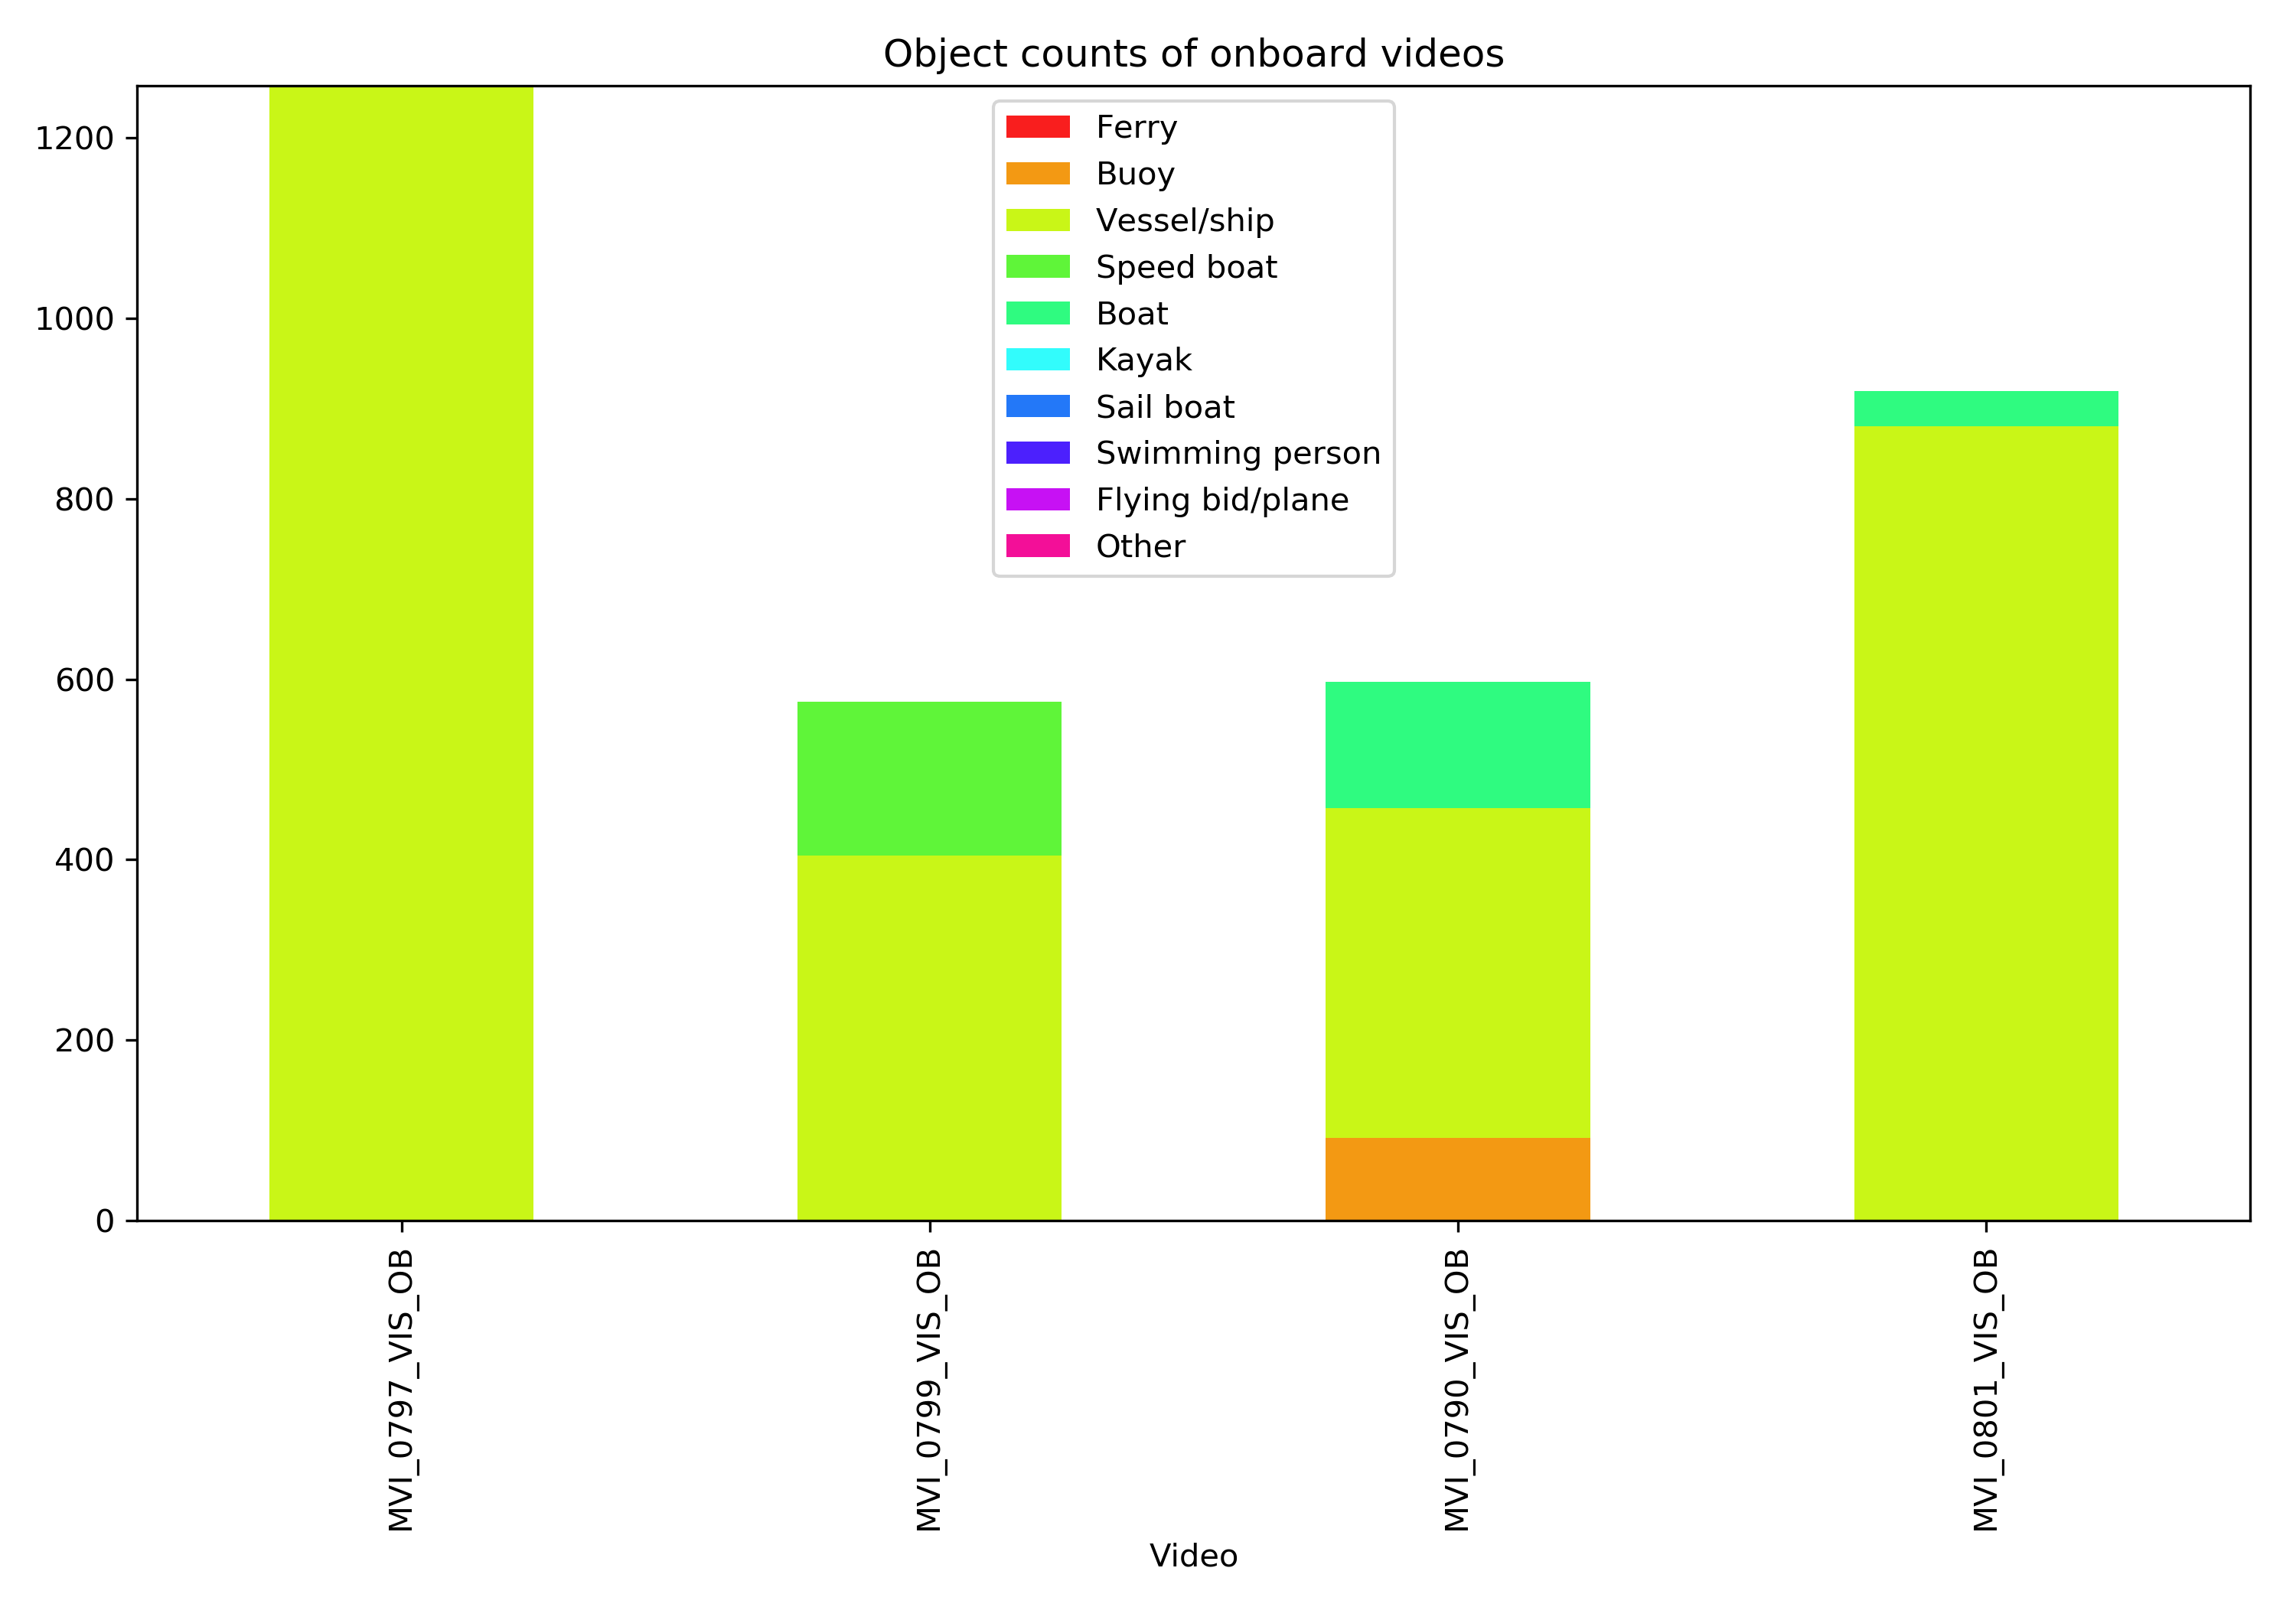 Object counts of onboard videos
1200
1000
800
600
400
200
0
Ferry
Buoy
Vessel/ship
Speed boat
Boat
Kayak
Sail boat
Swimming person
Flying bid/plane
Other
MVI_0797_VIS_OB
MVI_0799_VIS_OB
MVI_0790_VIS_OB
MVI_0801_VIS_OB
Video